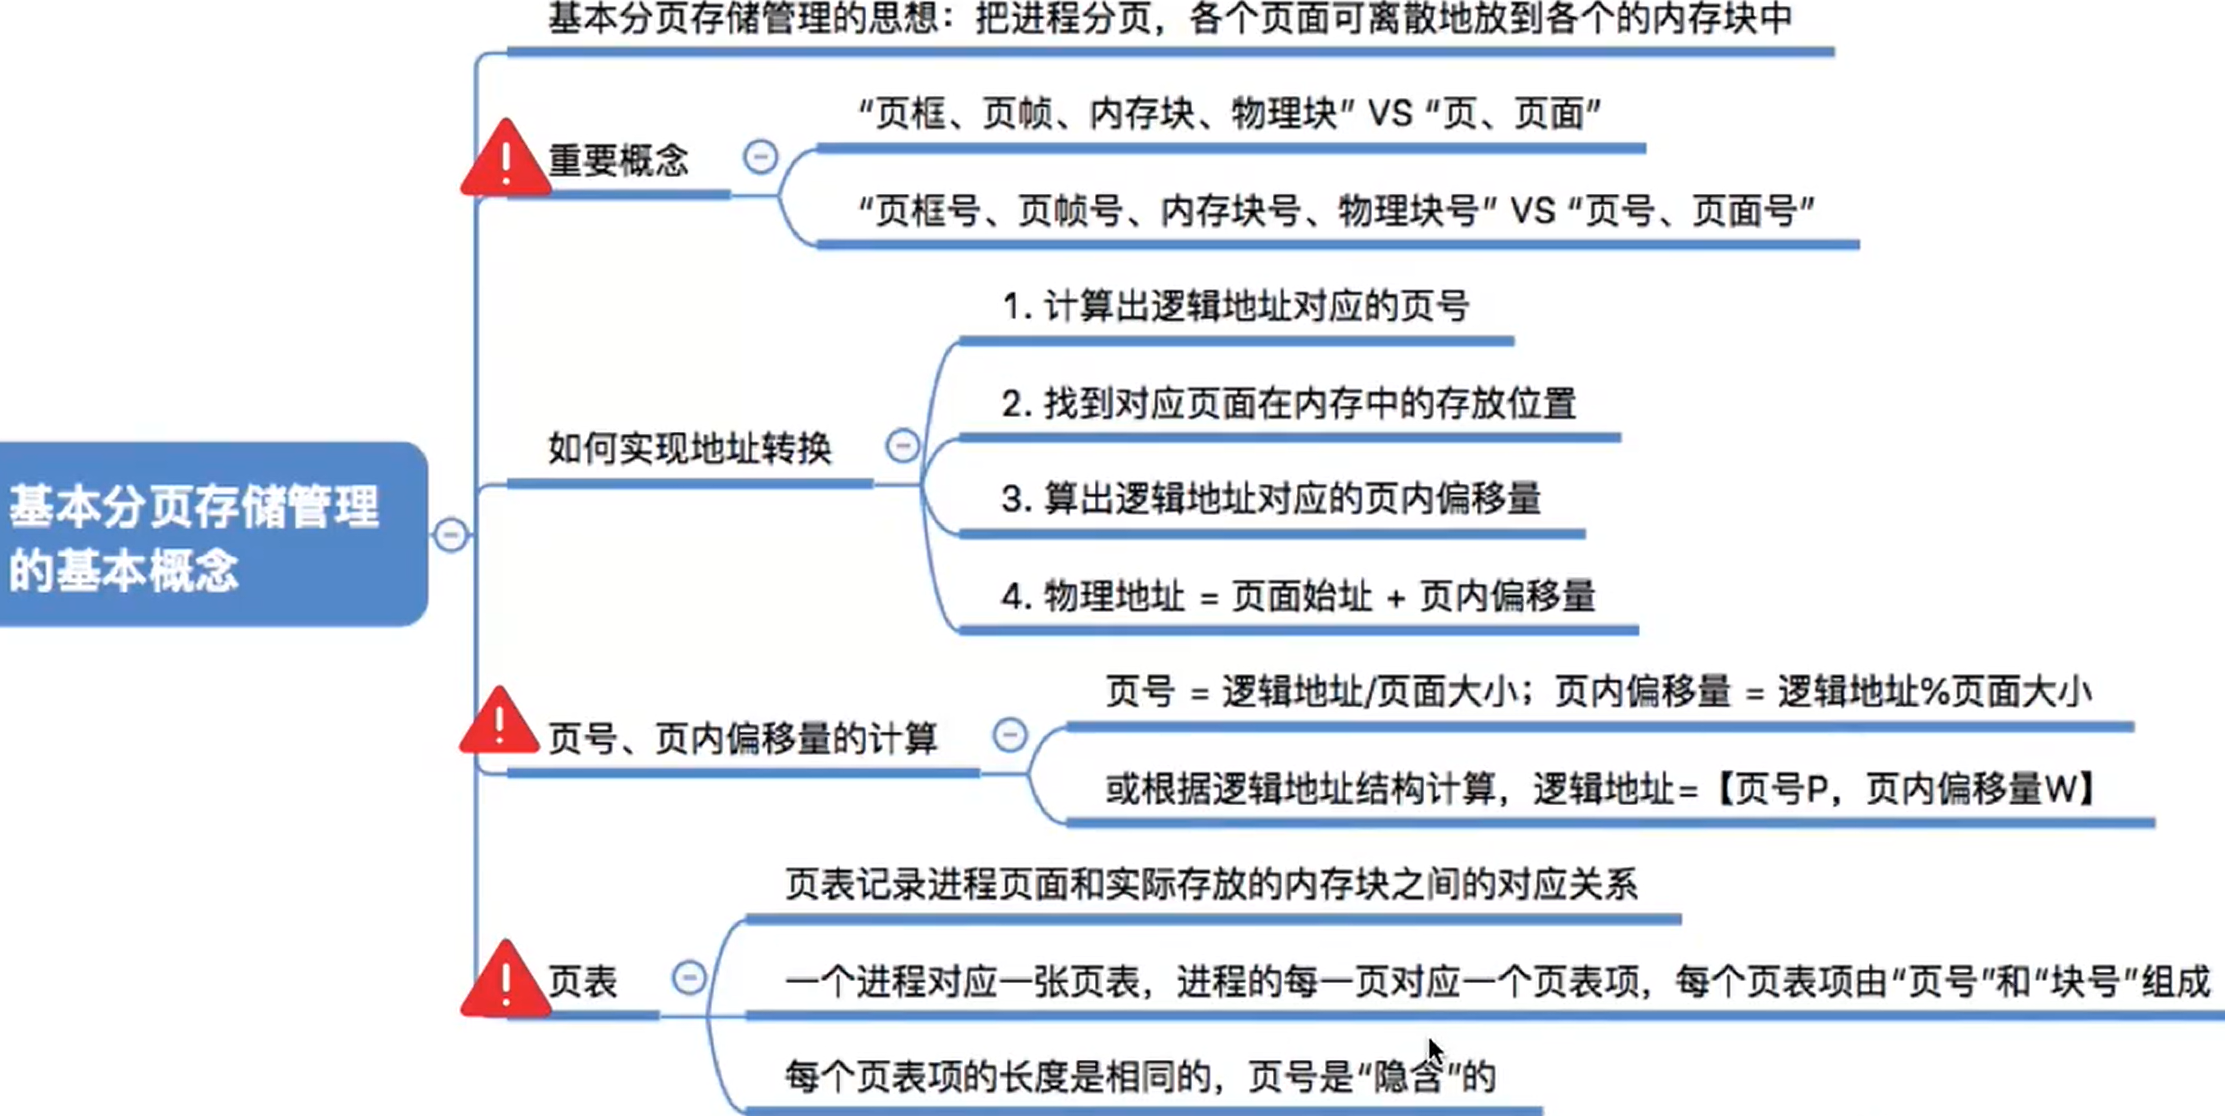 基本分页存储管理的思想：把进程分页，各个页面可离散地放到各个的内存块中
重要概念
“页框、页帧、内存块、物理块” VS “页、页面”
“页框号、页帧号、内存块号、物理块号” VS “页号、页面号”
基本分页存储管理
的基本概念
如何实现地址转换
1. 计算出逻辑地址对应的页号
2. 找到对应页面在内存中的存放位置
3. 算出逻辑地址对应的页内偏移量
4. 物理地址 = 页面始址 + 页内偏移量
页号、页内偏移量的计算
页号 = 逻辑地址/页面大小；页内偏移量 = 逻辑地址%页面大小
或根据逻辑地址结构计算，逻辑地址=【页号P，页内偏移量W】
页表
页表记录进程页面和实际存放的内存块之间的对应关系
一个进程对应一张页表，进程的每一页对应一个页表项，每个页表项由“页号”和“块号”组成
每个页表项的长度是相同的，页号是“隐含”的